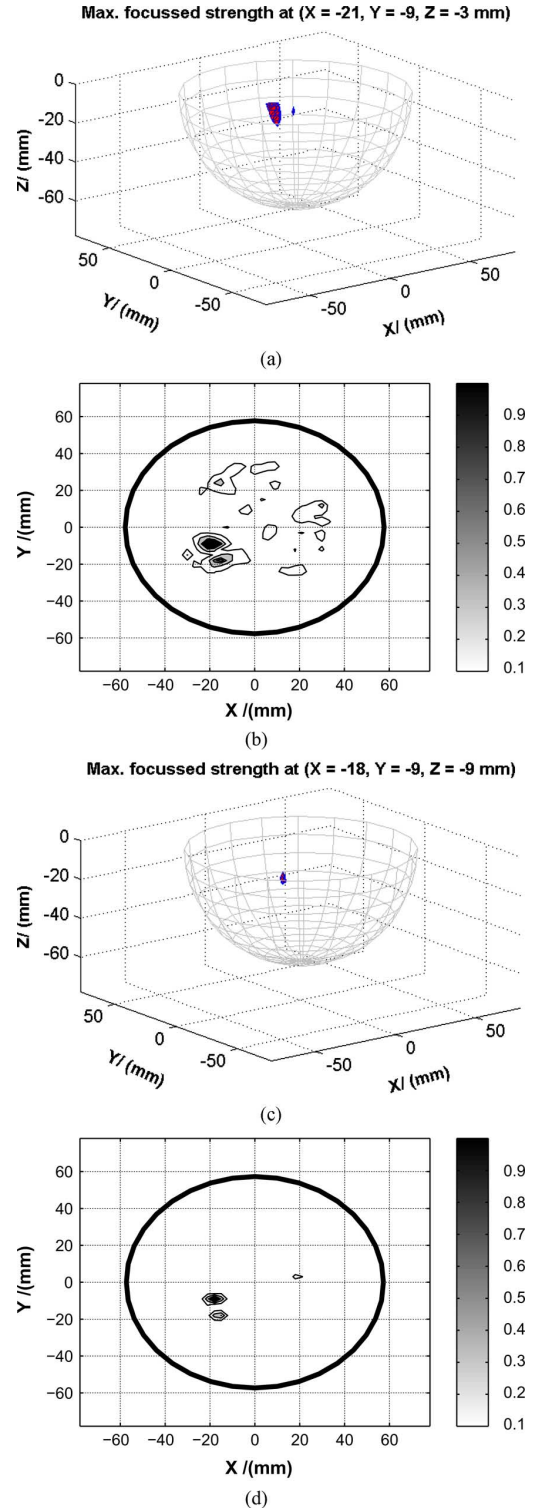 Max. focussed strength at (X = -21, Y = -9, Z = -3 mm)
0
-20
-40
-60
Z/ (mm)
50
0
-50
Y/ (mm)
-50
0
50
X/ (mm)
(a)
60
40
20
0
−20
−40
−60
Y /(mm)
−60 −40 −20 0 20 40 60
X /(mm)
0.9
0.8
0.7
0.6
0.5
0.4
0.3
0.2
0.1
(b)
Max. focussed strength at (X = -18, Y = -9, Z = -9 mm)
0
-20
-40
-60
Z/ (mm)
50
0
-50
Y/ (mm)
-50
0
50
X/ (mm)
(c)
60
40
20
0
−20
−40
−60
Y /(mm)
−60 −40 −20 0 20 40 60
X /(mm)
0.9
0.8
0.7
0.6
0.5
0.4
0.3
0.2
0.1
(d)